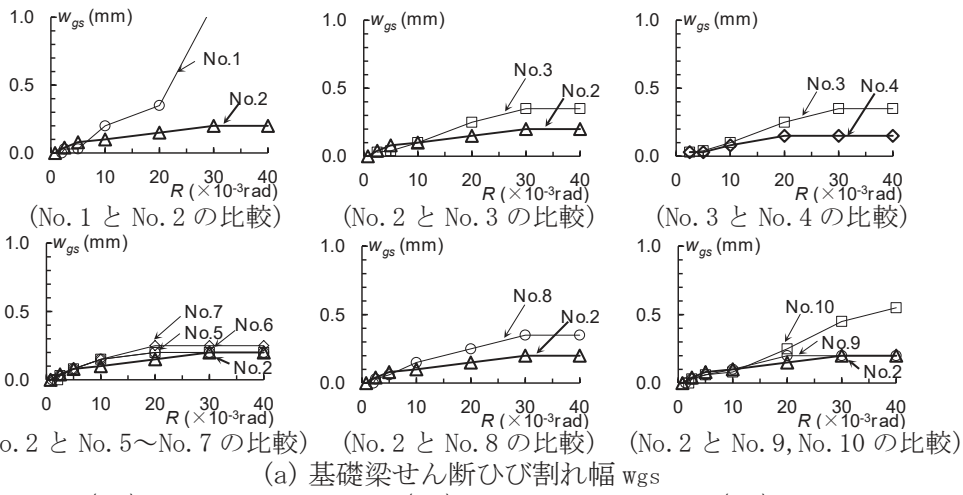 w_gs (mm) w_gs (mm) w_gs (mm)
1.0 1.0 1.0
No.1 No.3 No.3 No.4
0.5 No.2 0.5 No.2 0.5
0.0 0.0 0.0
0 10 20 30 40 0 10 20 30 40 0 10 20 30 40
R (×10⁻³rad) R (×10⁻³rad) R (×10⁻³rad)
(No.1 と No.2 の比較) (No.2 と No.3 の比較) (No.3 と No.4 の比較)
w_gs (mm) w_gs (mm) w_gs (mm)
1.0 1.0 1.0
0.5 No.7 0.5 No.8 0.5 No.10
No.5 No.6 No.2 No.9
0.0 No.2 0.0 0.0 No.2
0 10 20 30 40 0 10 20 30 40 0 10 20 30 40
R (×10⁻³rad) R (×10⁻³rad) R (×10⁻³rad)
o.2 と No.5～No.7 の比較) (No.2 と No.8 の比較) (No.2 と No.9,No.10 の比較)
(a) 基礎梁せん断ひび割れ幅 wgs